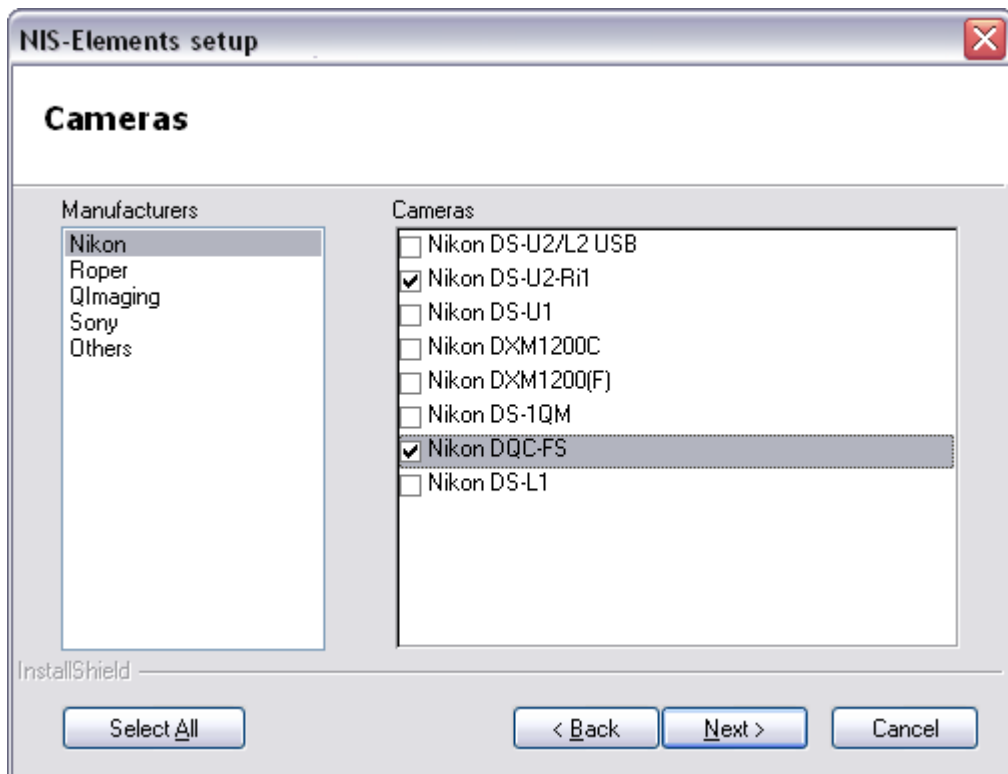 NIS-Elements setup
Cameras
Manufacturers
Nikon
Roper
QImaging
Sony
Others
Cameras
Nikon DS-U2/L2 USB
Nikon DS-U2-Ri1
Nikon DS-U1
Nikon DXM1200C
Nikon DXM1200(F)
Nikon DS-1QM
Nikon DQC-FS
Nikon DS-L1
InstallShield
Select All
< Back
Next >
Cancel